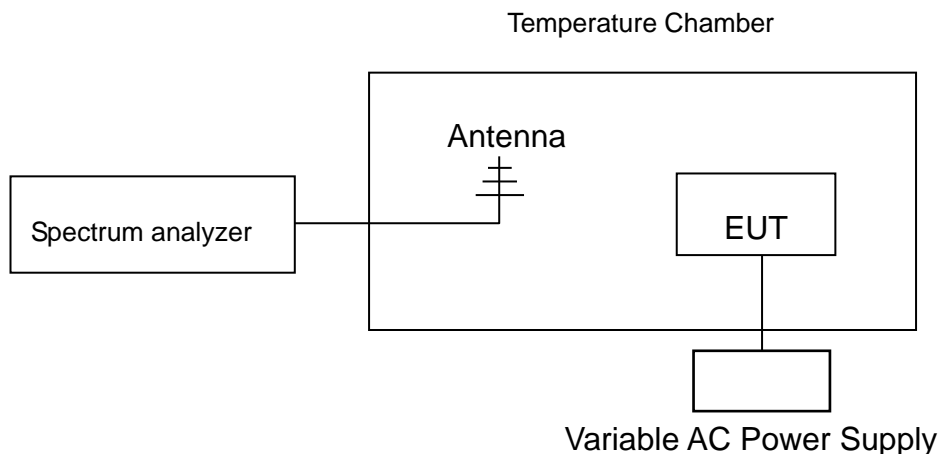 Temperature Chamber
Antenna
Spectrum analyzer
EUT
Variable AC Power Supply